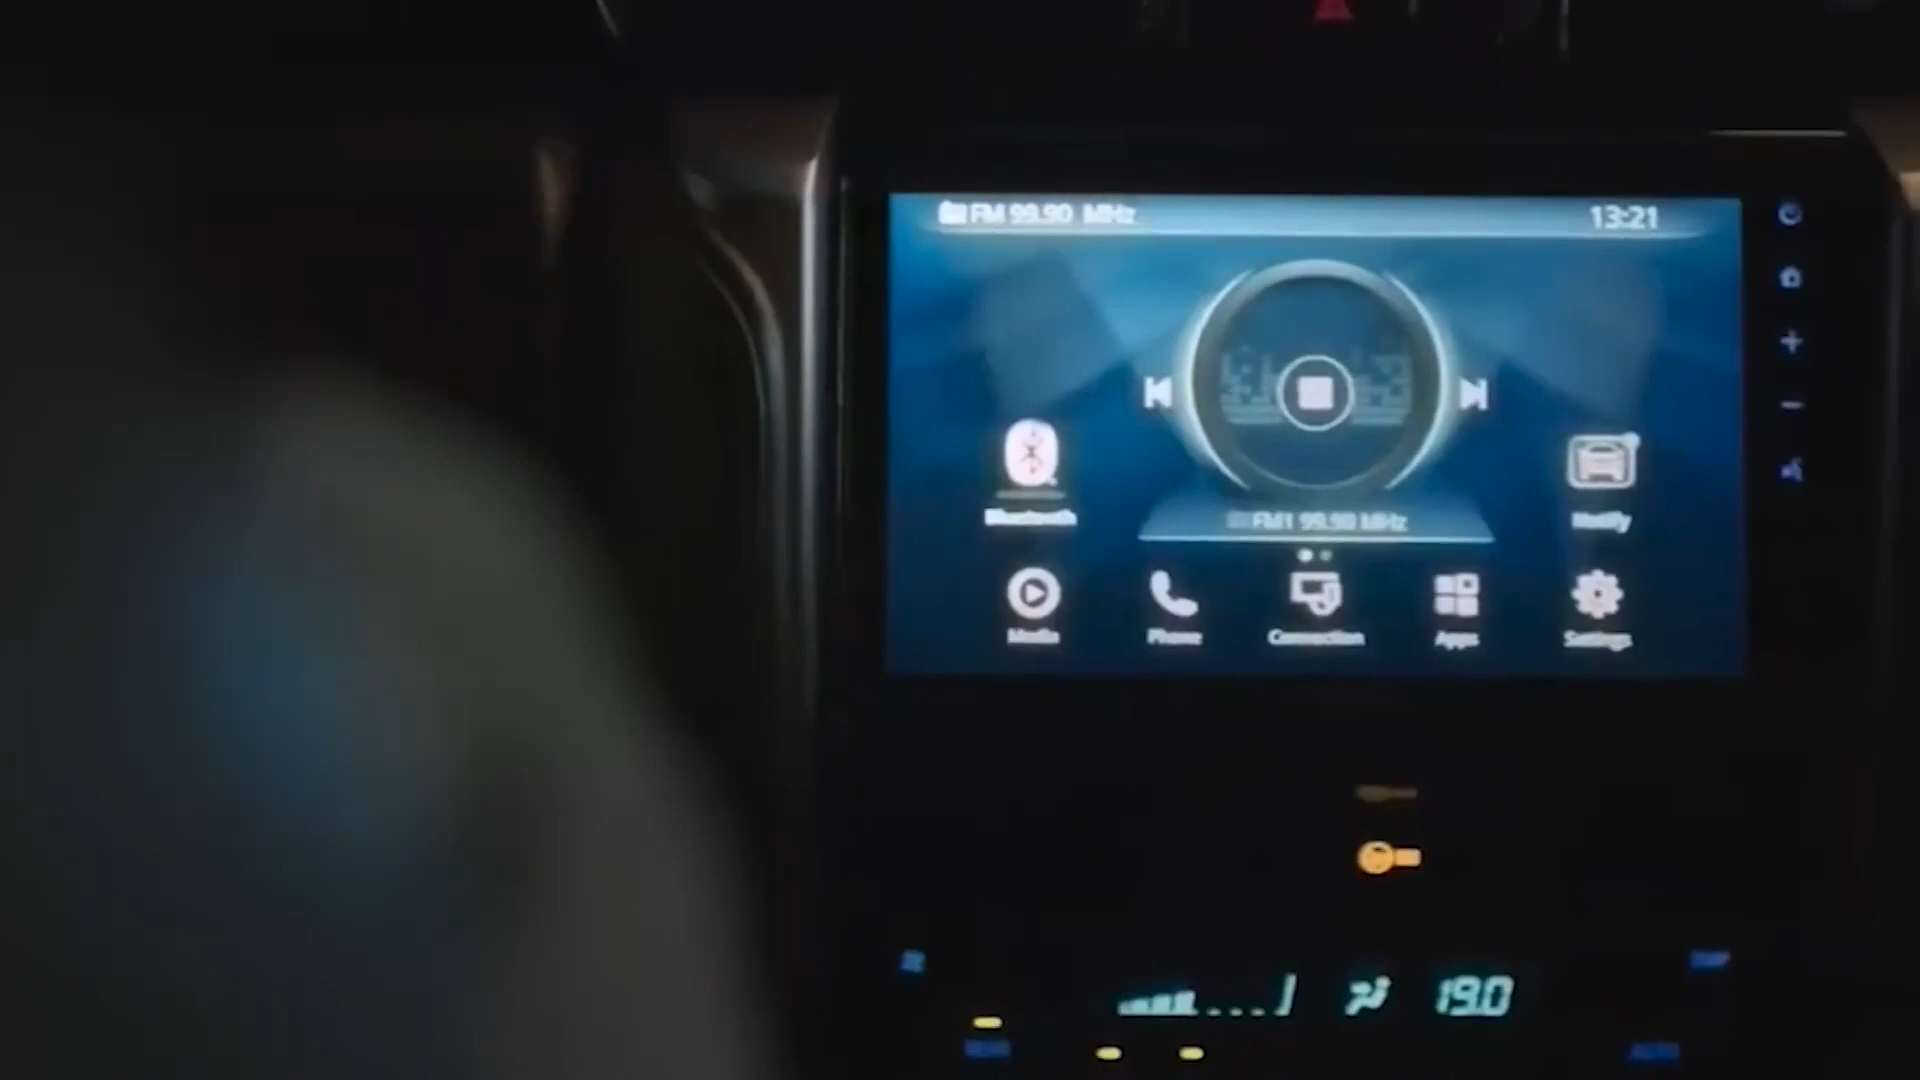 FM 99.90 MHz
13:21
FM1 99.90 MHz
Bluetooth
Notify
Media
Phone
Connection
Apps
Settings
19.0
AUTO